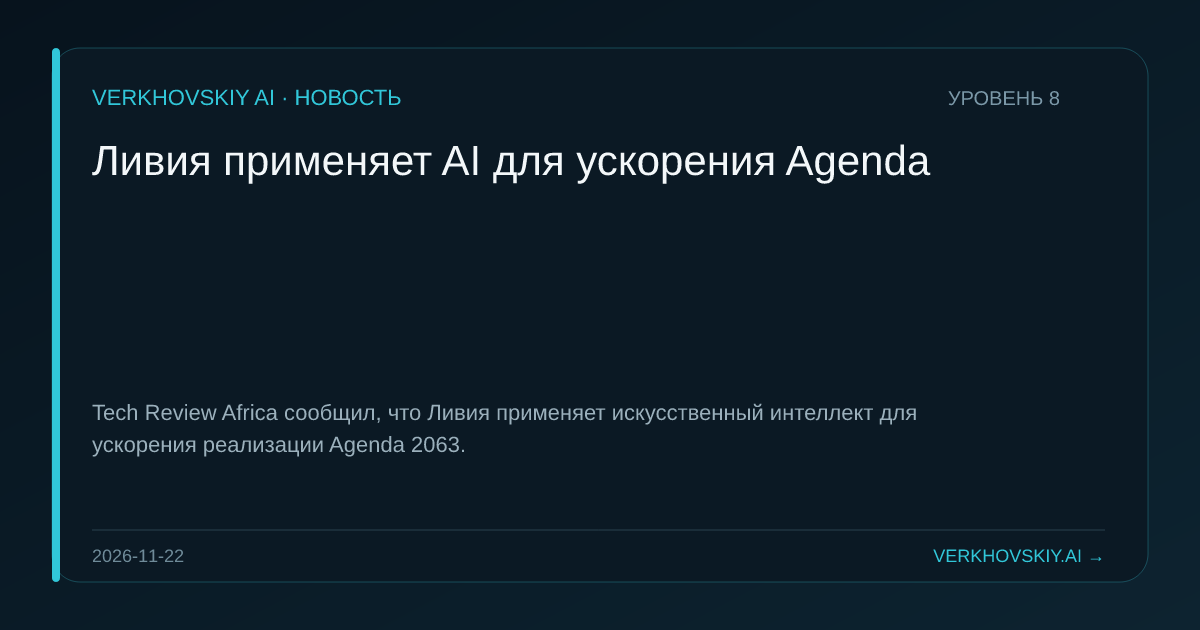 VERKHOVSKIY AI · НОВОСТЬ
УРОВЕНЬ 8
Ливия применяет AI для ускорения Agenda
Tech Review Africa сообщил, что Ливия применяет искусственный интеллект для
ускорения реализации Agenda 2063.
2026-11-22
VERKHOVSKIY.AI →